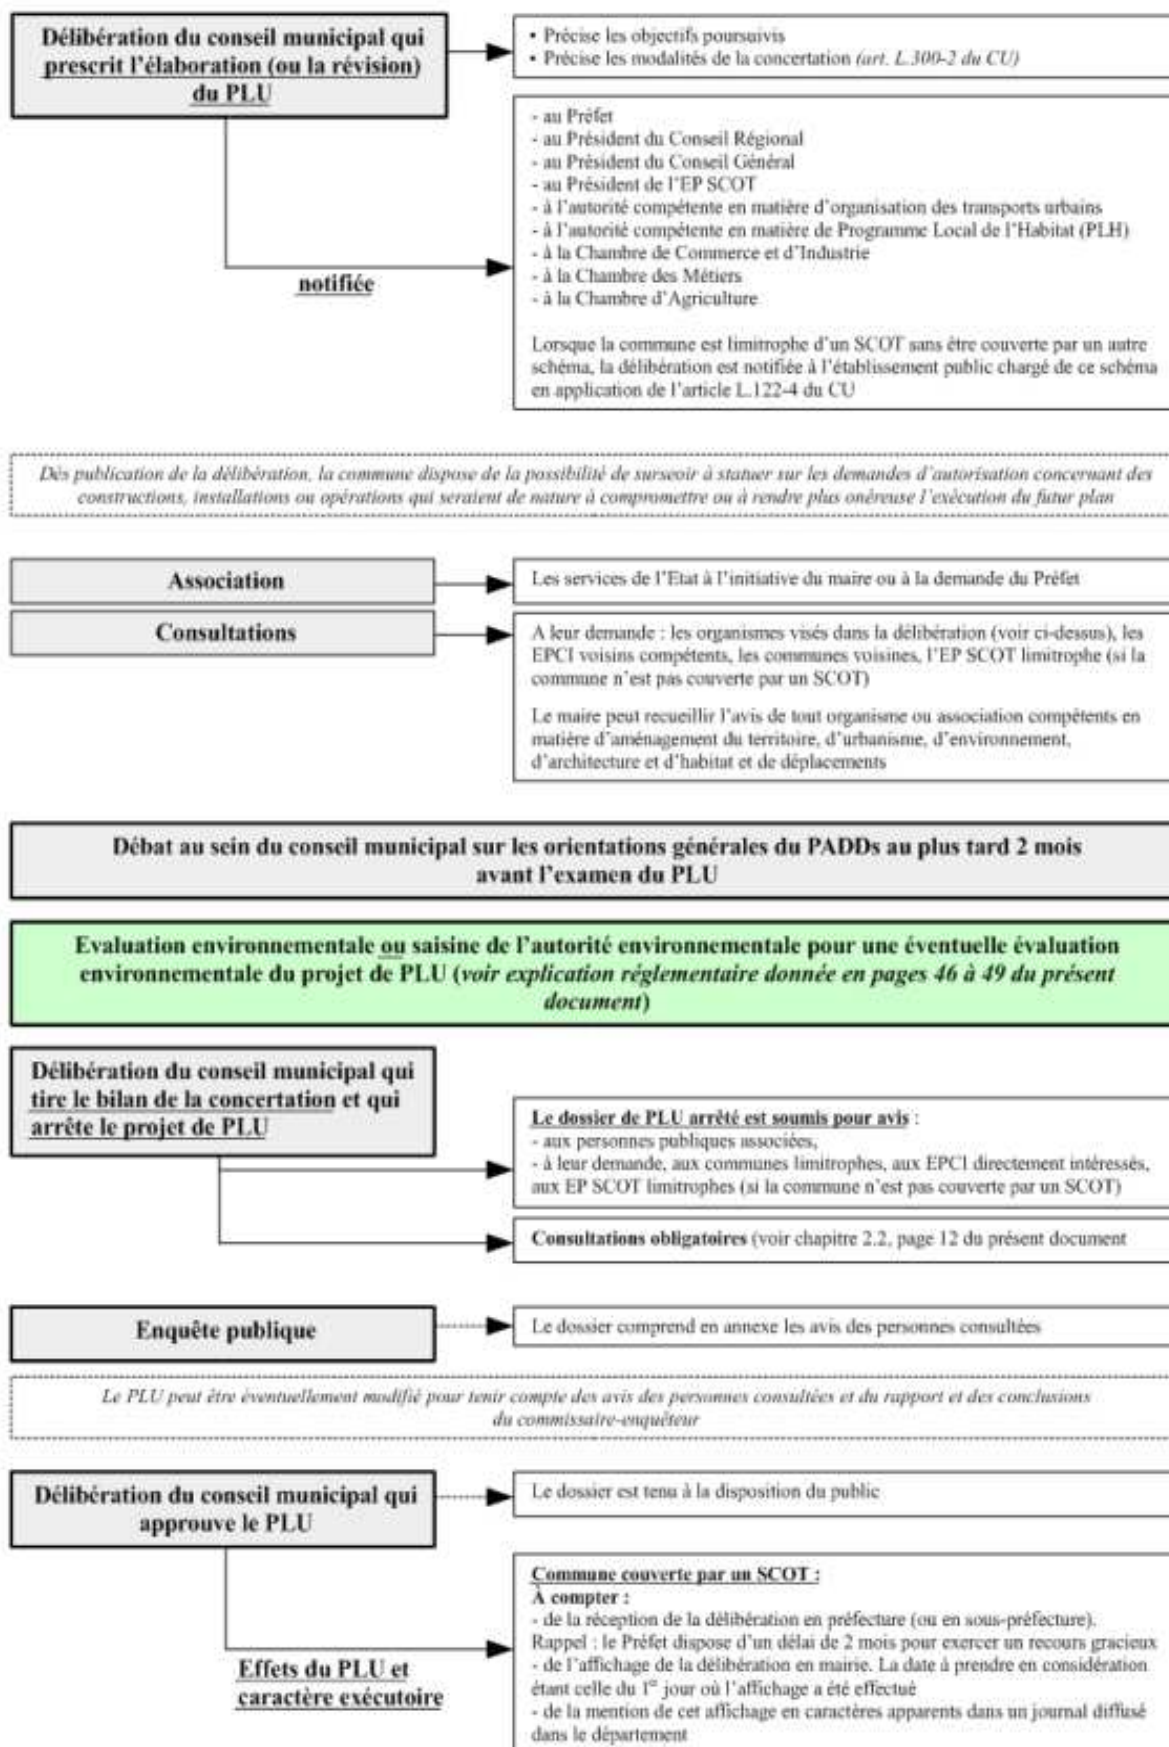 Délibération du conseil municipal qui
prescrit l'élaboration (ou la révision)
du PLU
• Précise les objectifs poursuivis
• Précise les modalités de la concertation (art. L.300-2 du CU)
notifiée
- au Préfet
- au Président du Conseil Régional
- au Président du Conseil Général
- au Président de l'EP SCOT
- à l'autorité compétente en matière d'organisation des transports urbains
- à l'autorité compétente en matière de Programme Local de l'Habitat (PLH)
- à la Chambre de Commerce et d'Industrie
- à la Chambre des Métiers
- à la Chambre d'Agriculture
Lorsque la commune est limitrophe d'un SCOT sans être couverte par un autre
schéma, la délibération est notifiée à l'établissement public chargé de ce schéma
en application de l'article L.122-4 du CU
Dès publication de la délibération, la commune dispose de la possibilité de surseoir à statuer sur les demandes d'autorisation concernant des
constructions, installations ou opérations qui seraient de nature à compromettre ou à rendre plus onéreuse l'exécution du futur plan
Association
Les services de l'Etat à l'initiative du maire ou à la demande du Préfet
Consultations
A leur demande : les organismes visés dans la délibération (voir ci-dessus), les
EPCI voisins compétents, les communes voisines, l'EP SCOT limitrophe (si la
commune n'est pas couverte par un SCOT)
Le maire peut recueillir l'avis de tout organisme ou association compétents en
matière d'aménagement du territoire, d'urbanisme, d'environnement,
d'architecture et d'habitat et de déplacements
Débat au sein du conseil municipal sur les orientations générales du PADDs au plus tard 2 mois
avant l'examen du PLU
Evaluation environnementale ou saisine de l'autorité environnementale pour une éventuelle évaluation
environnementale du projet de PLU (voir explication réglementaire donnée en pages 46 à 49 du présent
document)
Délibération du conseil municipal qui
tire le bilan de la concertation et qui
arrête le projet de PLU
Le dossier de PLU arrêté est soumis pour avis :
- aux personnes publiques associées,
- à leur demande, aux communes limitrophes, aux EPCI directement intéressés,
aux EP SCOT limitrophes (si la commune n'est pas couverte par un SCOT)
Consultations obligatoires (voir chapitre 2.2, page 12 du présent document
Enquête publique
Le dossier comprend en annexe les avis des personnes consultées
Le PLU peut être éventuellement modifié pour tenir compte des avis des personnes consultées et du rapport et des conclusions
du commissaire-enquêteur
Délibération du conseil municipal qui
approuve le PLU
Le dossier est tenu à la disposition du public
Effets du PLU et
caractère exécutoire
Commune couverte par un SCOT :
À compter :
- de la réception de la délibération en préfecture (ou en sous-préfecture).
Rappel : le Préfet dispose d'un délai de 2 mois pour exercer un recours gracieux
- de l'affichage de la délibération en mairie. La date à prendre en considération
étant celle du 1er jour où l'affichage a été effectué
- de la mention de cet affichage en caractères apparents dans un journal diffusé
dans le département